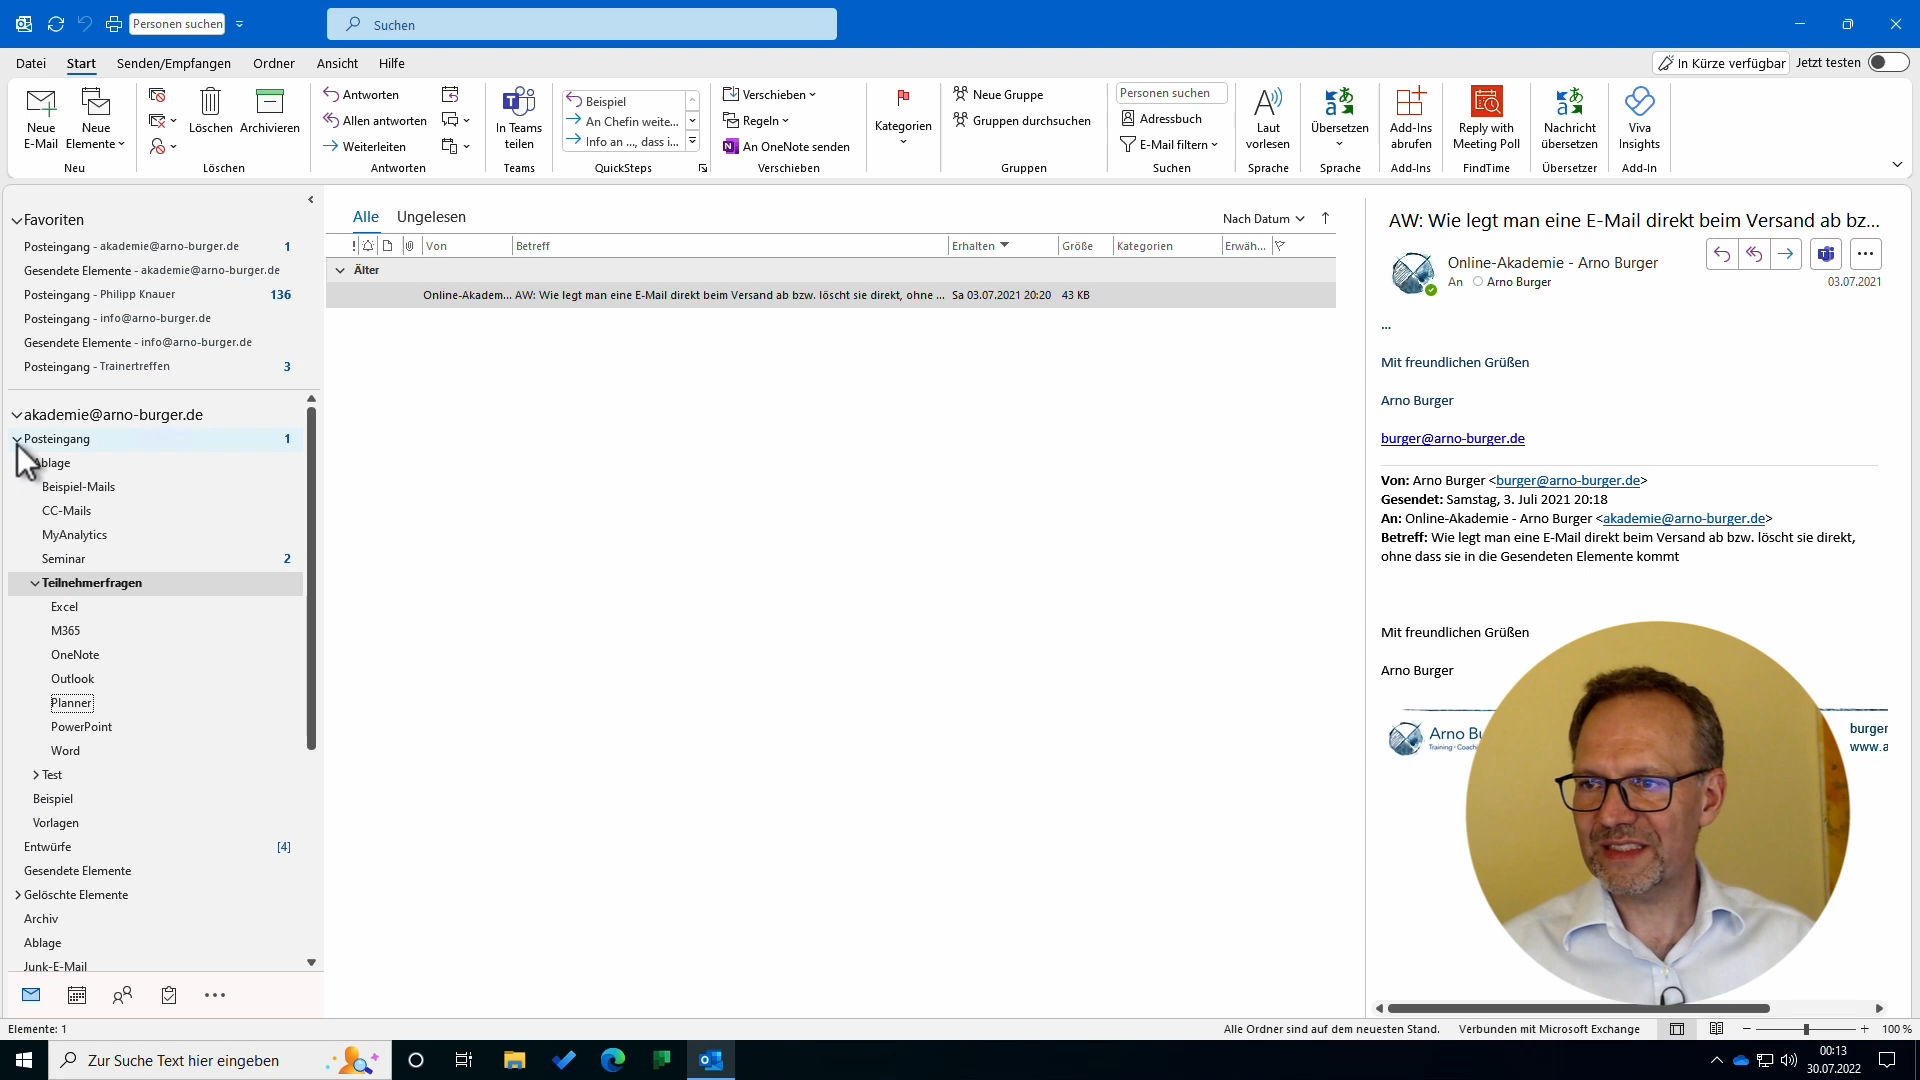 Personen suchen
Suchen
Datei
Start
Senden/Empfangen
Ordner
Ansicht
Hilfe
In Kürze verfügbar
Jetzt testen
Neue
E-Mail
Neue
Elemente
Neu
Löschen
Archivieren
Löschen
Antworten
Allen antworten
Weiterleiten
Antworten
In Teams
teilen
Teams
Beispiel
An Chefin weite...
Info an ..., dass i...
QuickSteps
Verschieben
Regeln
An OneNote senden
Verschieben
Kategorien
Neue Gruppe
Gruppen durchsuchen
Gruppen
Personen suchen
Adressbuch
E-Mail filtern
Suchen
Laut
vorlesen
Sprache
Übersetzen
Sprache
Add-Ins
abrufen
Add-Ins
Reply with
Meeting Poll
FindTime
Nachricht
übersetzen
Übersetzer
Viva
Insights
Add-In
Favoriten
Posteingang - akademie@arno-burger.de 1
Gesendete Elemente - akademie@arno-burger.de
Posteingang - Philipp Knauer 136
Posteingang - info@arno-burger.de
Gesendete Elemente - info@arno-burger.de
Posteingang - Trainertreffen 3
akademie@arno-burger.de
Posteingang 1
Ablage
Beispiel-Mails
CC-Mails
MyAnalytics
Seminar 2
Teilnehmerfragen
Excel
M365
OneNote
Outlook
Planner
PowerPoint
Word
Test
Beispiel
Vorlagen
Entwürfe [4]
Gesendete Elemente
Gelöschte Elemente
Archiv
Ablage
Junk-E-Mail
Alle Ungelesen
Nach Datum
Von Betreff Erhalten Größe Kategorien Erwäh...
Älter
Online-Akadem... AW: Wie legt man eine E-Mail direkt beim Versand ab bzw. löscht sie direkt, ohne ... Sa 03.07.2021 20:20 43 KB
AW: Wie legt man eine E-Mail direkt beim Versand ab bz...
Online-Akademie - Arno Burger
An Arno Burger
03.07.2021
...
Mit freundlichen Grüßen
Arno Burger
burger@arno-burger.de
Von: Arno Burger <burger@arno-burger.de>
Gesendet: Samstag, 3. Juli 2021 20:18
An: Online-Akademie - Arno Burger <akademie@arno-burger.de>
Betreff: Wie legt man eine E-Mail direkt beim Versand ab bzw. löscht sie direkt,
ohne dass sie in die Gesendeten Elemente kommt
Mit freundlichen Grüßen
Arno Burger
Arno Bu
Training - Coach
burger
www.a
Elemente: 1
Alle Ordner sind auf dem neuesten Stand.
Verbunden mit Microsoft Exchange
100 %
Zur Suche Text hier eingeben
00:13
30.07.2022